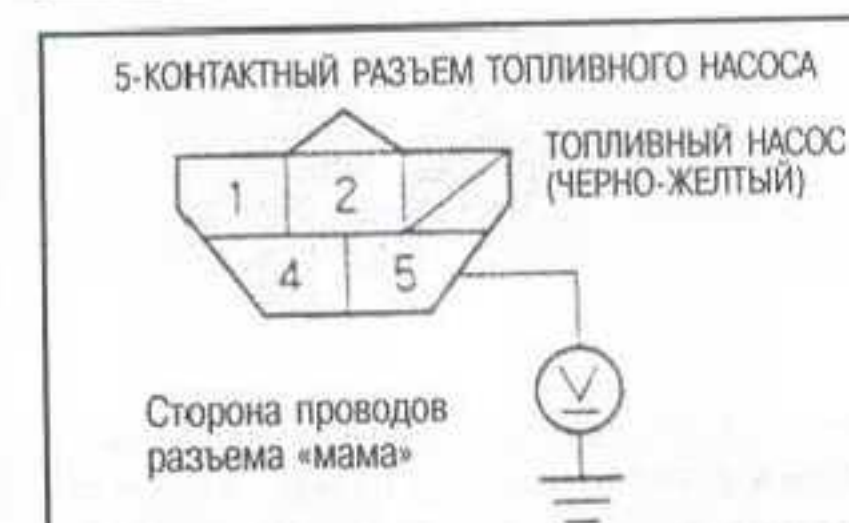 5-КОНТАКТНЫЙ РАЗЪЕМ ТОПЛИВНОГО НАСОСА
ТОПЛИВНЫЙ НАСОС
(ЧЕРНО-ЖЕЛТЫЙ)
1 2
4 5
V
Сторона проводов
разъема «мама»